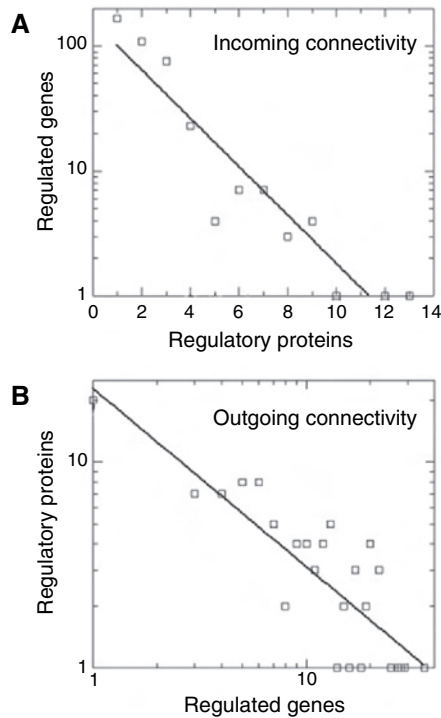 A
Incoming connectivity
Regulated genes
100
10
1
0 2 4 6 8 10 12 14
Regulatory proteins
B
Outgoing connectivity
Regulatory proteins
10
1
1 10
Regulated genes